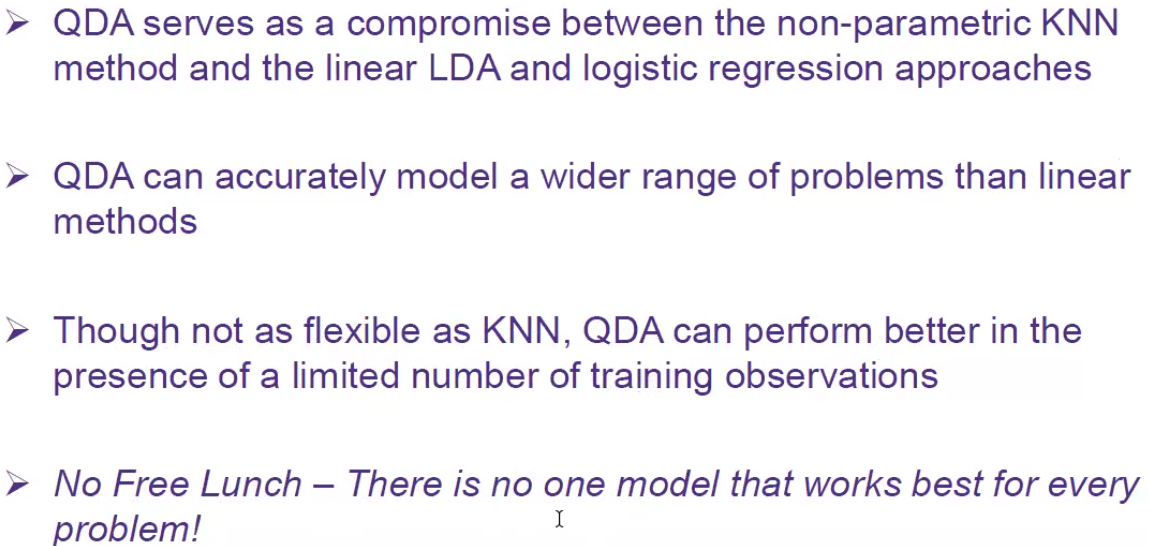 ➢ QDA serves as a compromise between the non-parametric KNN
method and the linear LDA and logistic regression approaches
➢ QDA can accurately model a wider range of problems than linear
methods
➢ Though not as flexible as KNN, QDA can perform better in the
presence of a limited number of training observations
➢ No Free Lunch – There is no one model that works best for every
problem!